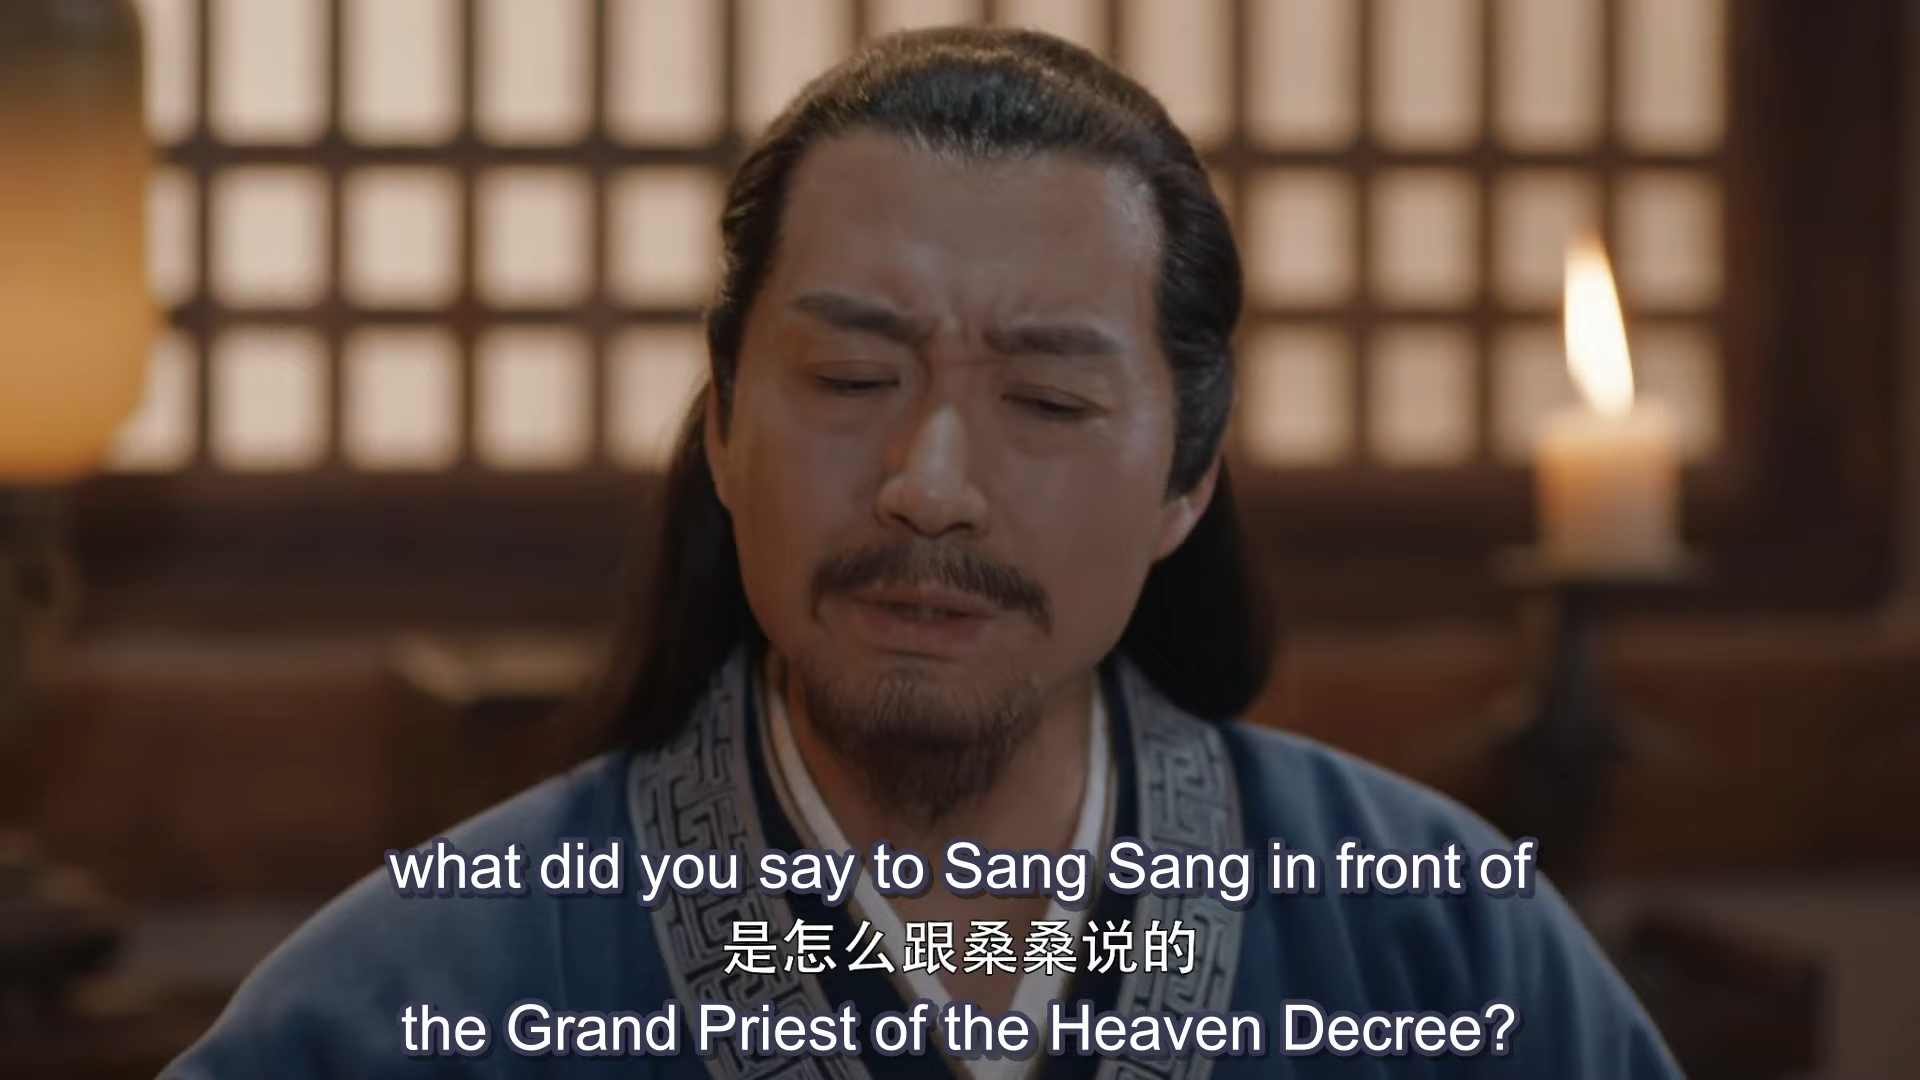 what did you say to Sang Sang in front of
是怎么跟桑桑说的
the Grand Priest of the Heaven Decree?